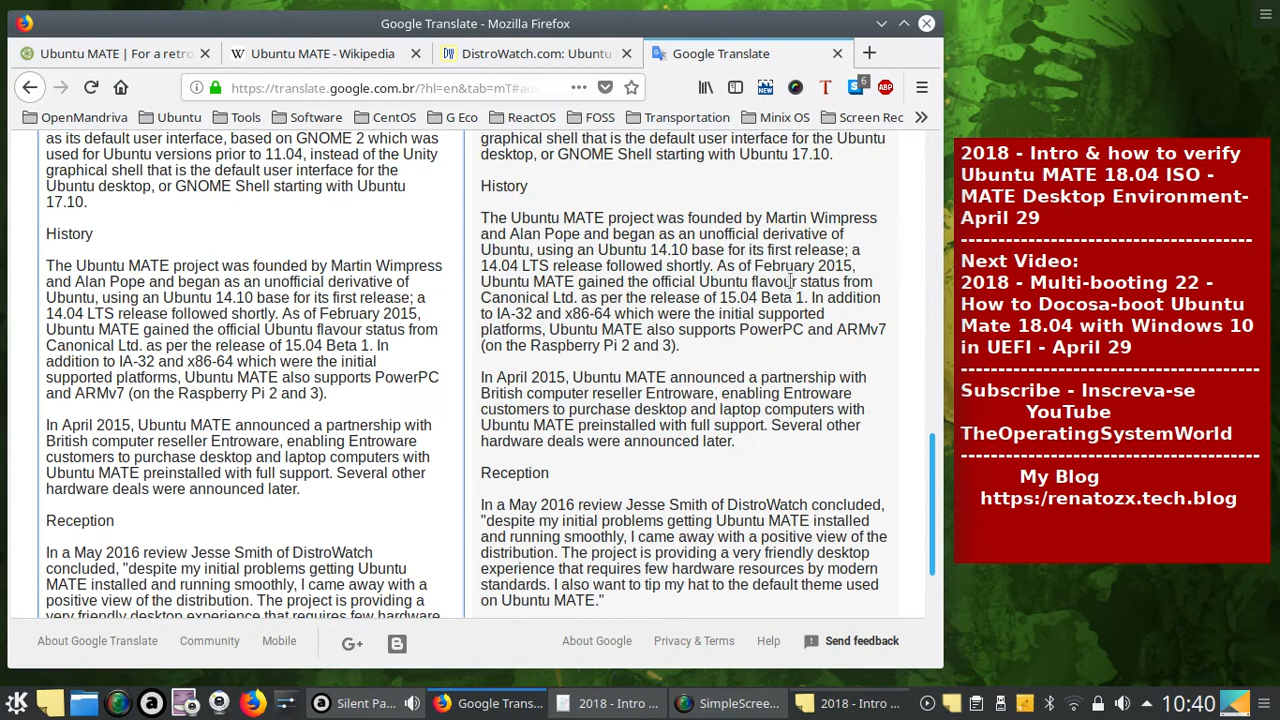 Google Translate - Mozilla Firefox
Ubuntu MATE | For a retro
Ubuntu MATE - Wikipedia
DistroWatch.com: Ubuntu
Google Translate
https://translate.google.com.br/?hl=en&tab=mT#au
6
ABP
OpenMandriva
Ubuntu
Tools
Software
CentOS
G Eco
ReactOS
FOSS
Transportation
Minix OS
Screen Rec
as its default user interface, based on GNOME 2 which was
used for Ubuntu versions prior to 11.04, instead of the Unity
graphical shell that is the default user interface for the
Ubuntu desktop, or GNOME Shell starting with Ubuntu
17.10.
History
The Ubuntu MATE project was founded by Martin Wimpress
and Alan Pope and began as an unofficial derivative of
Ubuntu, using an Ubuntu 14.10 base for its first release; a
14.04 LTS release followed shortly. As of February 2015,
Ubuntu MATE gained the official Ubuntu flavour status from
Canonical Ltd. as per the release of 15.04 Beta 1. In
addition to IA-32 and x86-64 which were the initial
supported platforms, Ubuntu MATE also supports PowerPC
and ARMv7 (on the Raspberry Pi 2 and 3).
In April 2015, Ubuntu MATE announced a partnership with
British computer reseller Entroware, enabling Entroware
customers to purchase desktop and laptop computers with
Ubuntu MATE preinstalled with full support. Several other
hardware deals were announced later.
Reception
In a May 2016 review Jesse Smith of DistroWatch
concluded, "despite my initial problems getting Ubuntu
MATE installed and running smoothly, I came away with a
positive view of the distribution. The project is providing a
very friendly desktop experience that requires few hardware
graphical shell that is the default user interface for the Ubuntu
desktop, or GNOME Shell starting with Ubuntu 17.10.
History
The Ubuntu MATE project was founded by Martin Wimpress
and Alan Pope and began as an unofficial derivative of
Ubuntu, using an Ubuntu 14.10 base for its first release; a
14.04 LTS release followed shortly. As of February 2015,
Ubuntu MATE gained the official Ubuntu flavour status from
Canonical Ltd. as per the release of 15.04 Beta 1. In addition
to IA-32 and x86-64 which were the initial supported
platforms, Ubuntu MATE also supports PowerPC and ARMv7
(on the Raspberry Pi 2 and 3).
In April 2015, Ubuntu MATE announced a partnership with
British computer reseller Entroware, enabling Entroware
customers to purchase desktop and laptop computers with
Ubuntu MATE preinstalled with full support. Several other
hardware deals were announced later.
Reception
In a May 2016 review Jesse Smith of DistroWatch concluded,
"despite my initial problems getting Ubuntu MATE installed
and running smoothly, I came away with a positive view of the
distribution. The project is providing a very friendly desktop
experience that requires few hardware resources by modern
standards. I also want to tip my hat to the default theme used
on Ubuntu MATE."
About Google Translate
Community
Mobile
G+
About Google
Privacy & Terms
Help
Send feedback
2018 - Intro & how to verify
Ubuntu MATE 18.04 ISO -
MATE Desktop Environment-
April 29
Next Video:
2018 - Multi-booting 22 -
How to Docosa-boot Ubuntu
Mate 18.04 with Windows 10
in UEFI - April 29
Subscribe - Inscreva-se
YouTube
TheOperatingSystemWorld
My Blog
https:/renatozx.tech.blog
Silent Pa...
Google Trans...
2018 - Intro ...
SimpleScree...
2018 - Intro ...
10:40